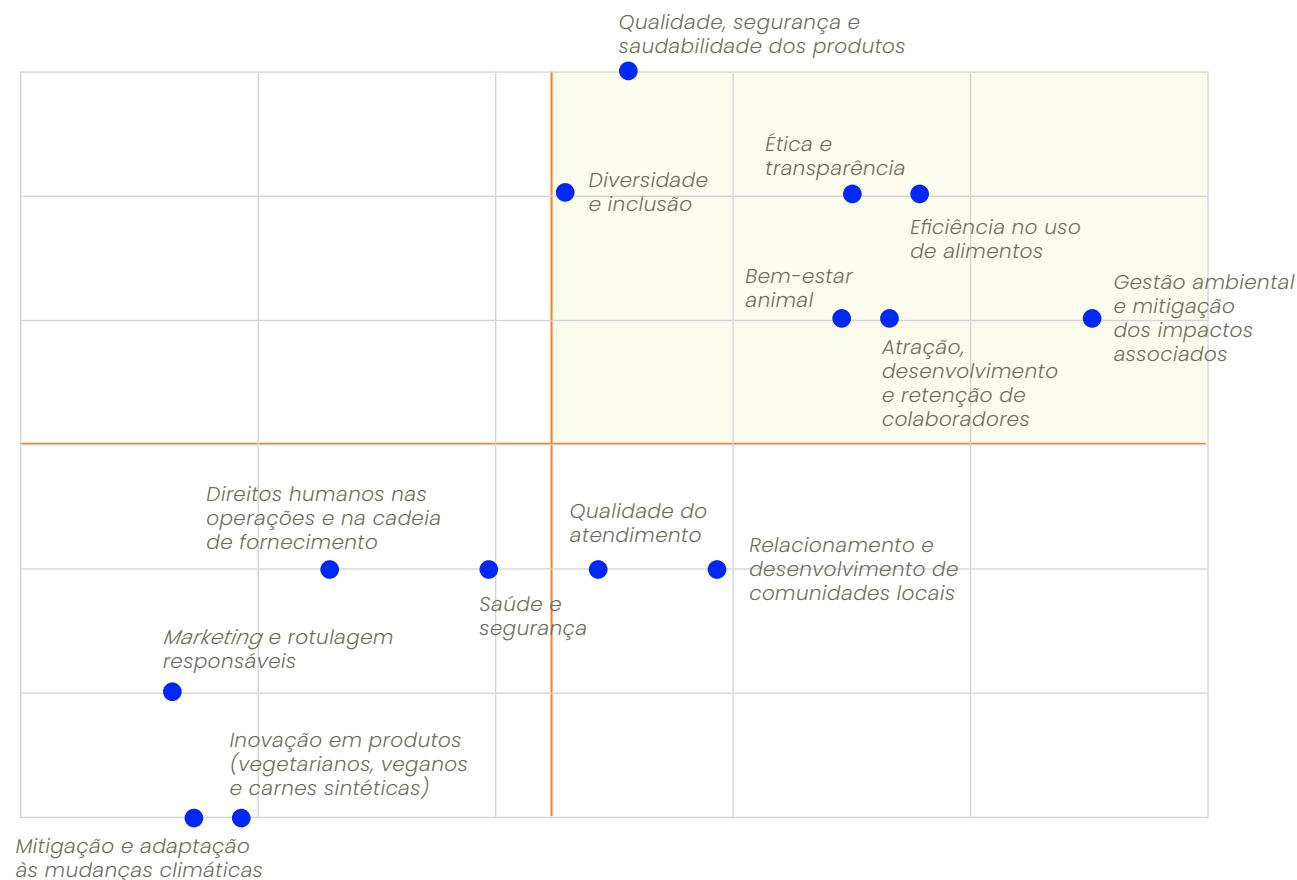 Qualidade, segurança e
saudabilidade dos produtos
Ética e
transparência
Diversidade
e inclusão
Eficiência no uso
de alimentos
Bem-estar
animal
Gestão ambiental
e mitigação
dos impactos
associados
Atração,
desenvolvimento
e retenção de
colaboradores
Direitos humanos nas
operações e na cadeia
de fornecimento
Qualidade do
atendimento
Relacionamento e
desenvolvimento de
comunidades locais
Saúde e
segurança
Marketing e rotulagem
responsáveis
Inovação em produtos
(vegetarianos, veganos
e carnes sintéticas)
Mitigação e adaptação
às mudanças climáticas